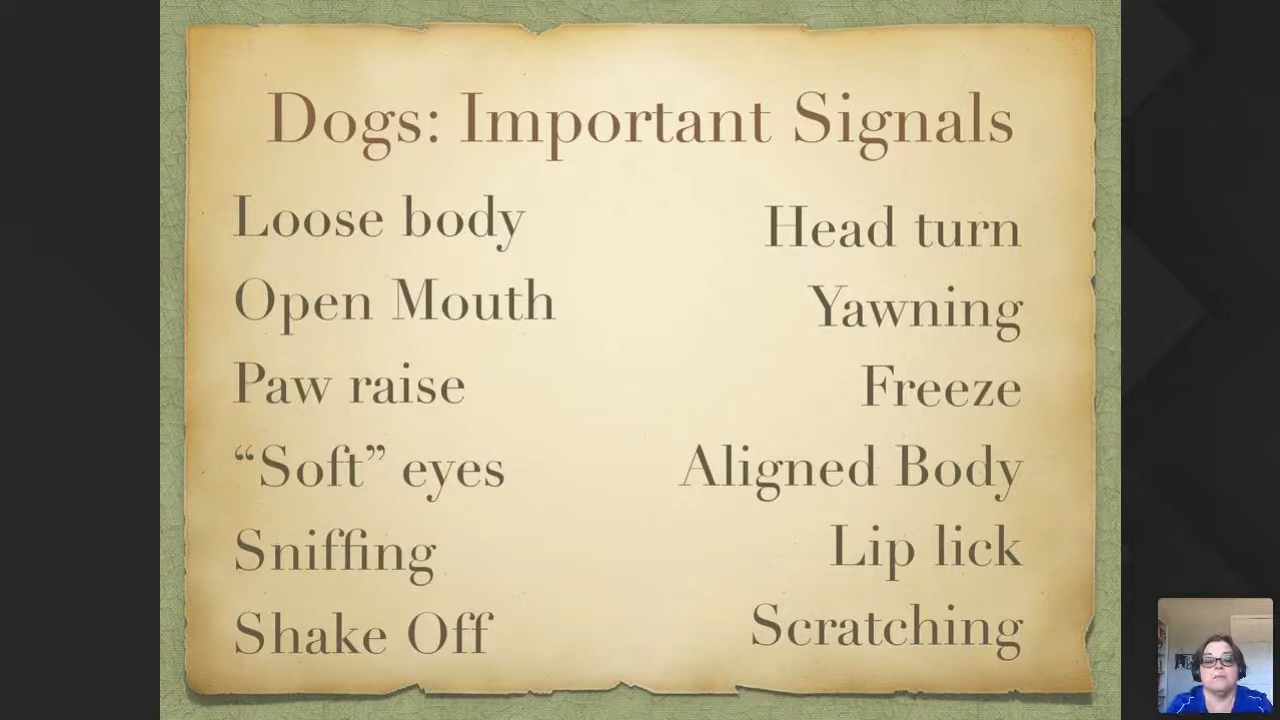 Dogs: Important Signals
Loose body
Open Mouth
Paw raise
“Soft” eyes
Sniffing
Shake Off
Head turn
Yawning
Freeze
Aligned Body
Lip lick
Scratching